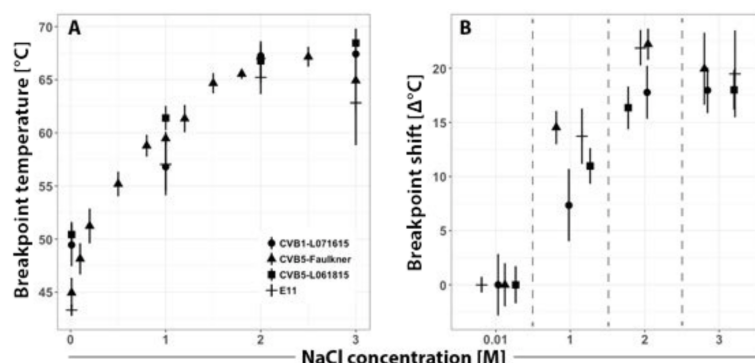 A
B
Breakpoint temperature [°C]
65
60
55
50
45
0
1
2
3
CVB1-L071615
CVB5-Faulkner
CVB5-L061815
E11
Breakpoint shift [Δ°C]
20
15
10
5
0
0.01
1
2
3
NaCl concentration [M]